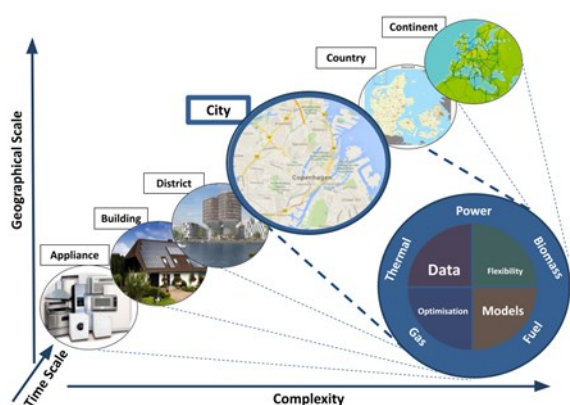 Continent
Country
City
District
Building
Appliance
Copenhagen
Power
Thermal
Biomass
Data
Flexibility
Optimisation
Models
Gas
Fuel
Geographical Scale
Time Scale
Complexity